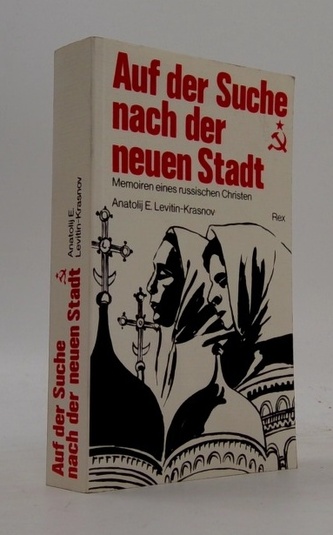 Auf der Suche
nach der
neuen Stadt
Memoiren eines russischen Christen
Anatolij E. Levitin-Krasnov
Rex
Anatolij E.
Levitin-Krasnov
Auf der Suche
nach der neuen Stadt